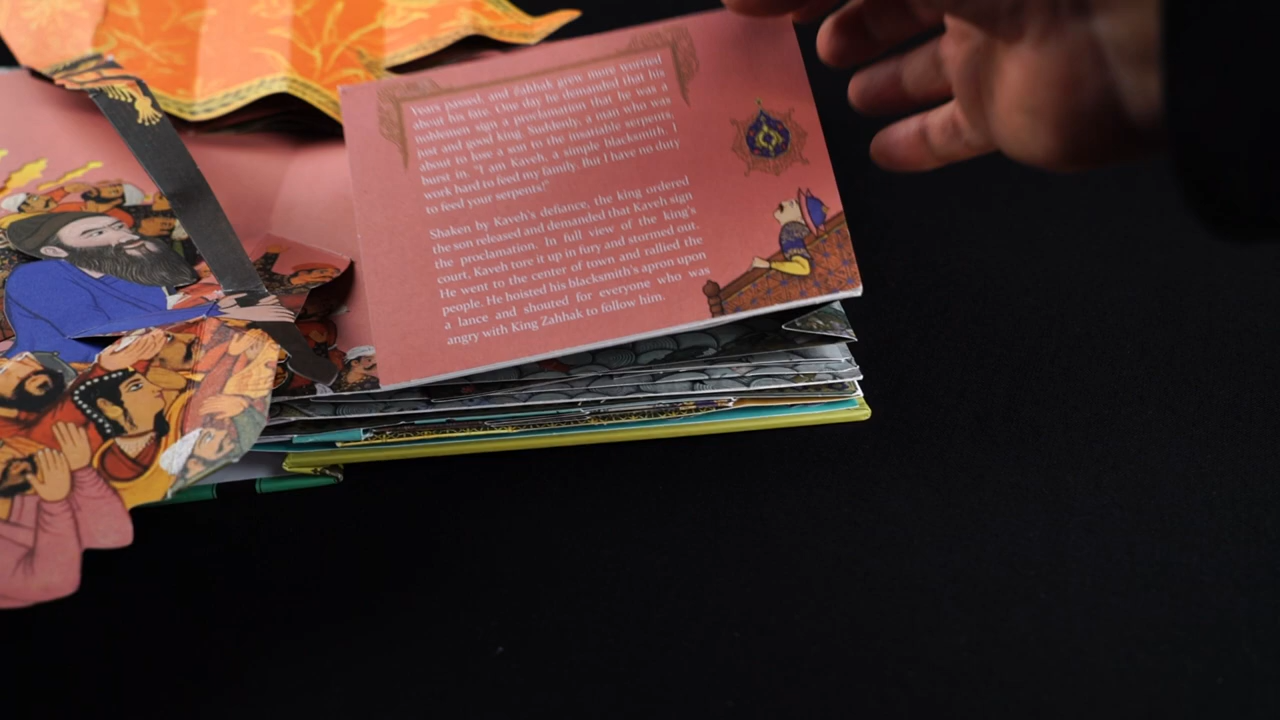 Years passed, and Zahhak grew more worried
about his fate. One day he demanded that his
noblemen sign a proclamation that he was a
just and good king. Suddenly, a man who was
about to lose a son to the insatiable serpents,
burst in. "I am Kaveh, a simple blacksmith. I
work hard to feed my family. But I have no duty
to feed your serpents!"
Shaken by Kaveh's defiance, the king ordered
the son released and demanded that Kaveh sign
the proclamation. In full view of the king's
court, Kaveh tore it up in fury and stormed out.
He went to the center of town and rallied the
people. He hoisted his blacksmith's apron upon
a lance and shouted for everyone who was
angry with King Zahhak to follow him.